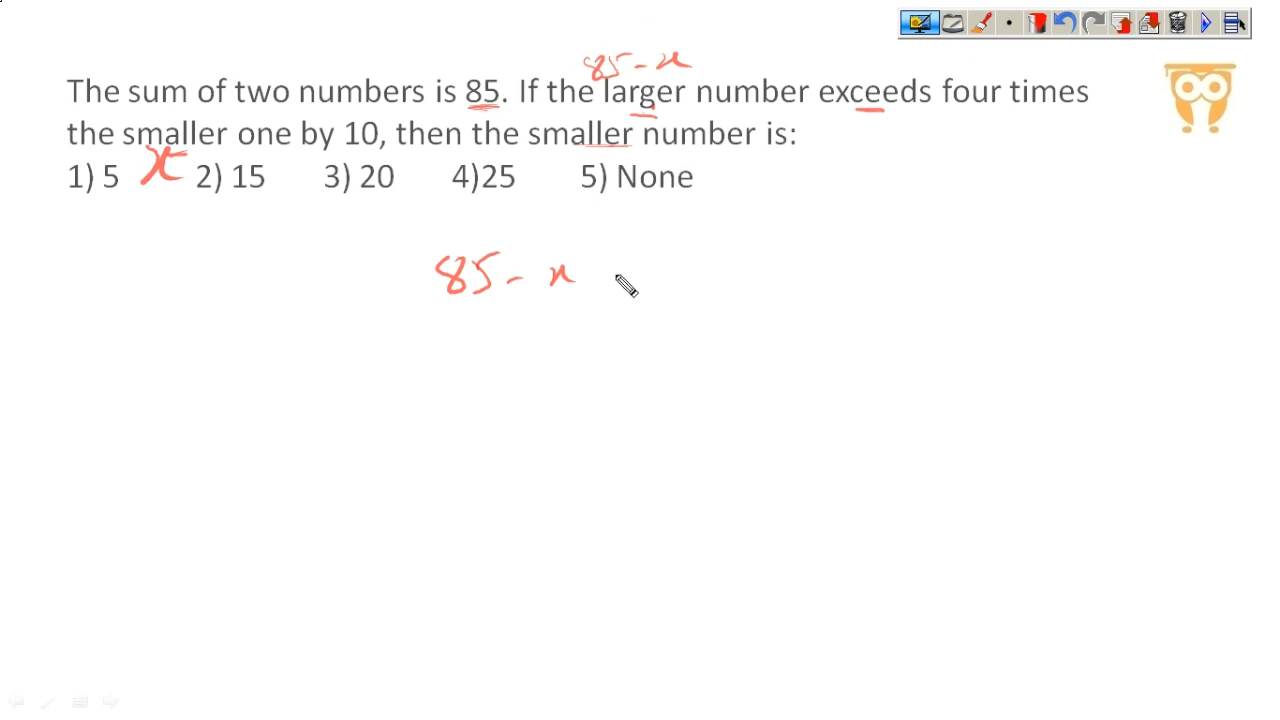 85 - x
The sum of two numbers is 85. If the larger number exceeds four times
the smaller one by 10, then the smaller number is:
x
1) 5 2) 15 3) 20 4)25 5) None
85 - x